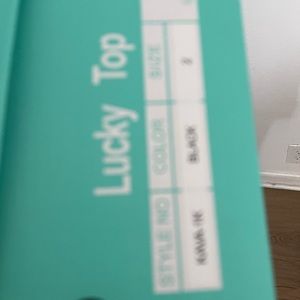 Lucky Top
STYLE NO
COLOR BLACK
SIZE